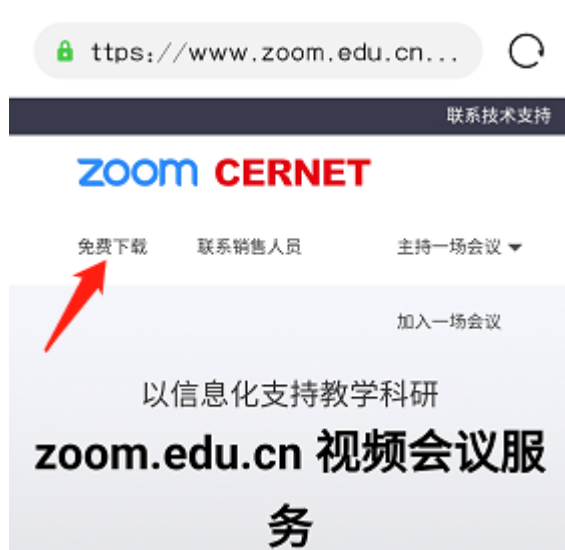 ttps://www.zoom.edu.cn...
联系技术支持
zoom CERNET
免费下载 联系销售人员 主持一场会议
加入一场会议
以信息化支持教学科研
zoom.edu.cn 视频会议服
务